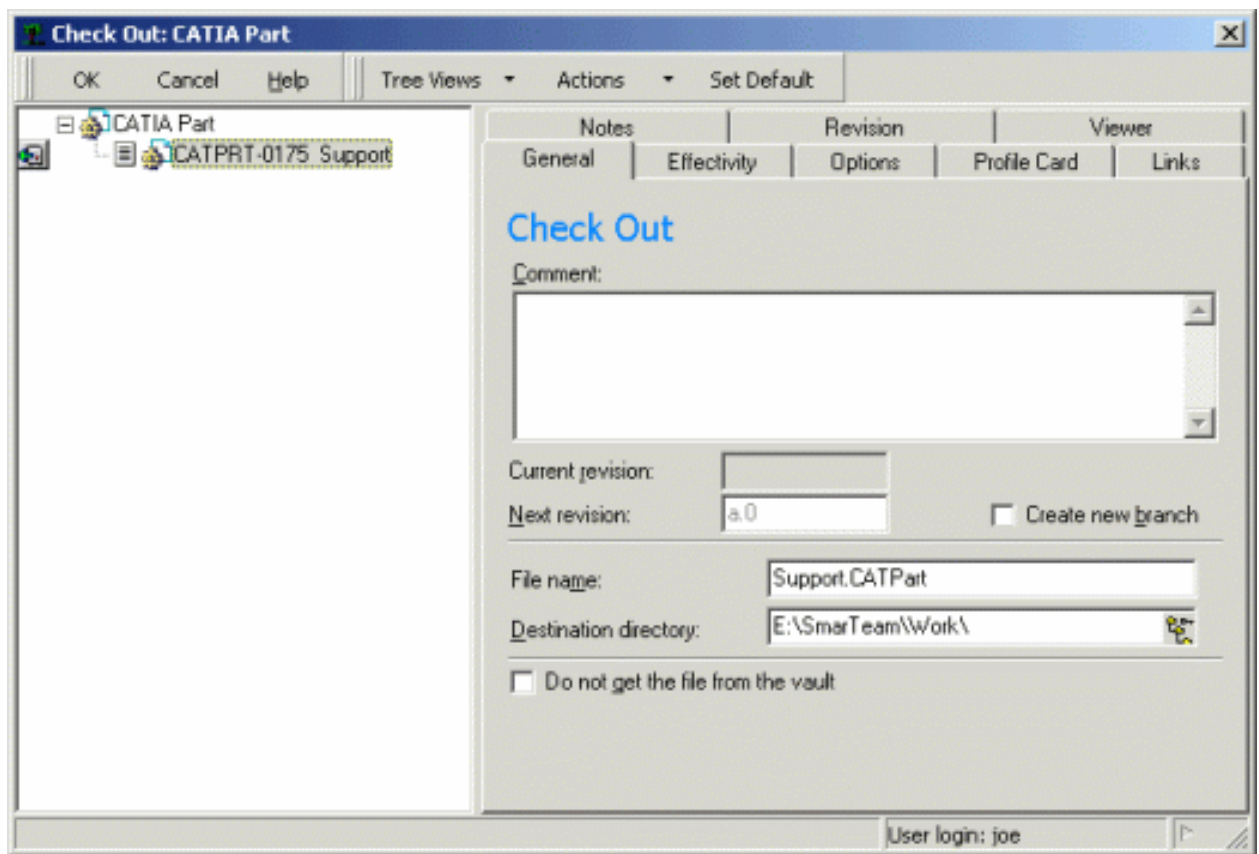 Check Out: CATIA Part
OK Cancel Help Tree Views Actions Set Default
CATIA Part
CATPRT-0175 Support
Notes Revision Viewer
General Effectivity Options Profile Card Links
Check Out
Comment:
Current revision:
Next revision: a.0 Create new branch
File name: Support.CATPart
Destination directory: E:\SmarTeam\Work\
Do not get the file from the vault
User login: joe